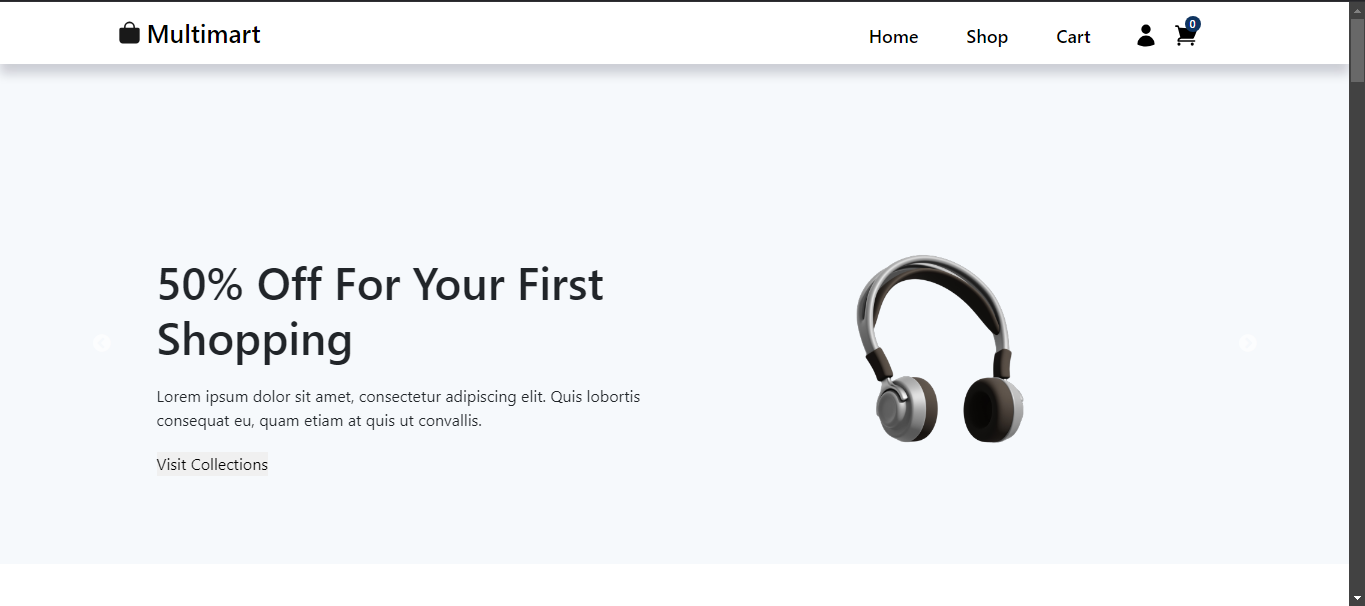 Multimart
Home
Shop
Cart
0
50% Off For Your First
Shopping
Lorem ipsum dolor sit amet, consectetur adipiscing elit. Quis lobortis
consequat eu, quam etiam at quis ut convallis.
Visit Collections